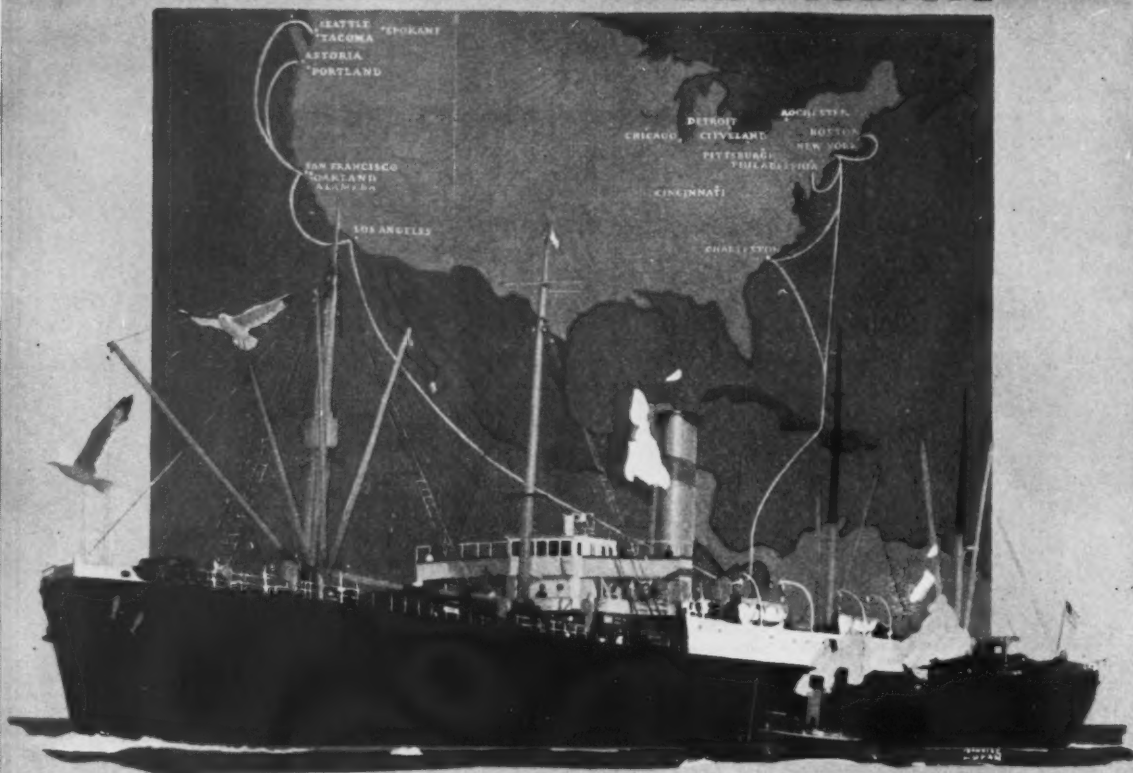 SEATTLE
TACOMA
SPOKANE
ASTORIA
PORTLAND
SAN FRANCISCO
OAKLAND
ALAMEDA
LOS ANGELES
ROCHESTER
DETROIT
CHICAGO
CLEVELAND
BOSTON
NEW YORK
PITTSBURGH
PHILADELPHIA
CINCINNATI
CHARLESTON